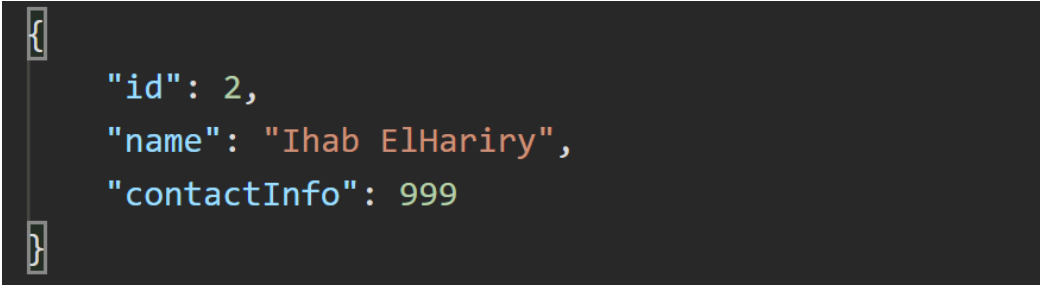 {
"id": 2,
"name": "Ihab ElHariry",
"contactInfo": 999
}